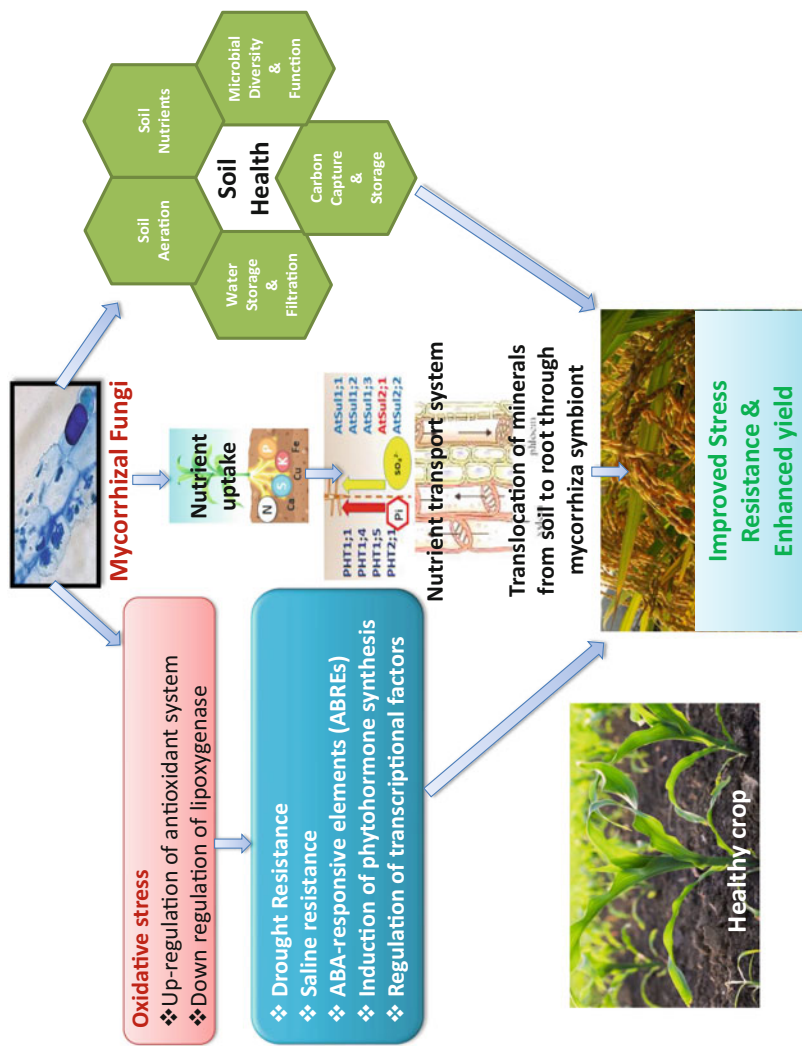 Mycorrhizal Fungi
Oxidative stress
❖Up-regulation of antioxidant system
❖Down regulation of lipoxygenase
❖ Drought Resistance
❖ Saline resistance
❖ ABA-responsive elements (ABREs)
❖ Induction of phytohormone synthesis
❖ Regulation of transcriptional factors
Nutrient
uptake
N
P
S
K
Ca
Cu
Fe
PHT1;1
PHT1;4
PHT1;5
PHT2;1
Pi
SO₄²⁻
AtSul1;1
AtSul1;2
AtSul1;3
AtSul2;1
AtSul2;2
phloem
Nutrient transport system
Translocation of minerals
from soil to root through
mycorrhiza symbiont
Soil
Aeration
Soil
Nutrients
Microbial
Diversity
&
Function
Water
Storage
&
Filtration
Carbon
Capture
&
Storage
Soil
Health
Healthy crop
Improved Stress
Resistance &
Enhanced yield